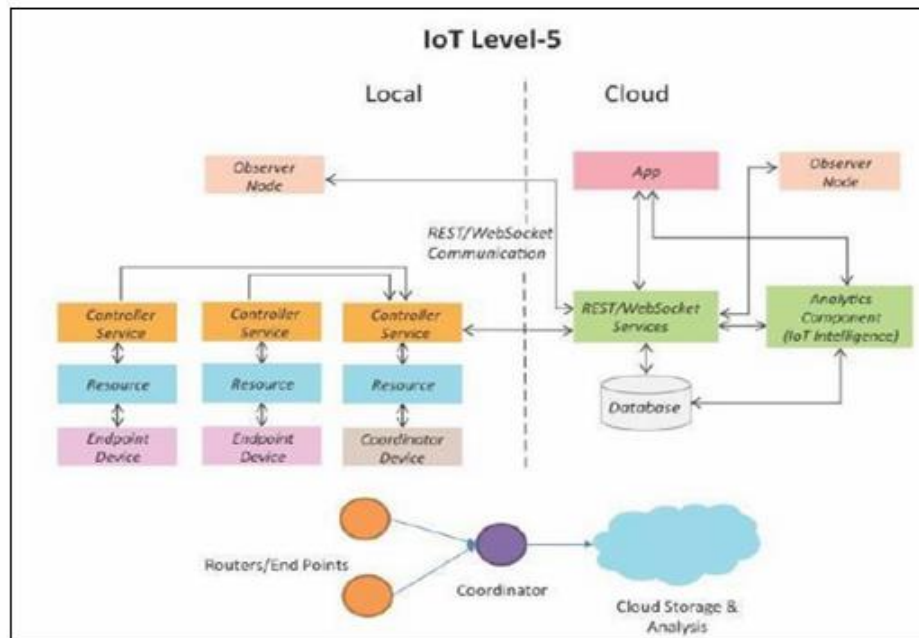 IoT Level-5
Local
Cloud
Observer
Node
App
Observer
Node
REST/WebSocket
Communication
Controller
Service
Controller
Service
Controller
Service
REST/WebSocket
Services
Analytics
Component
(IoT Intelligence)
Resource
Resource
Resource
Database
Endpoint
Device
Endpoint
Device
Coordinator
Device
Routers/End Points
Coordinator
Cloud Storage &
Analysis